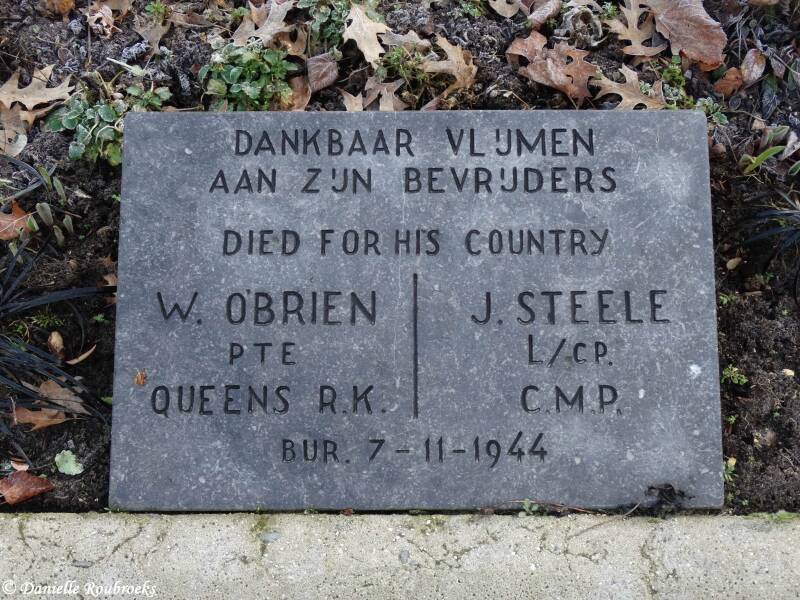 DANKBAAR VLIJMEN
AAN ZIJN BEVRIJDERS
DIED FOR HIS COUNTRY
W. O'BRIEN
PTE
QUEENS R.K.
J. STEELE
L/CP.
C.M.P.
BUR. 7-11-1944
© Danielle Roubroeks